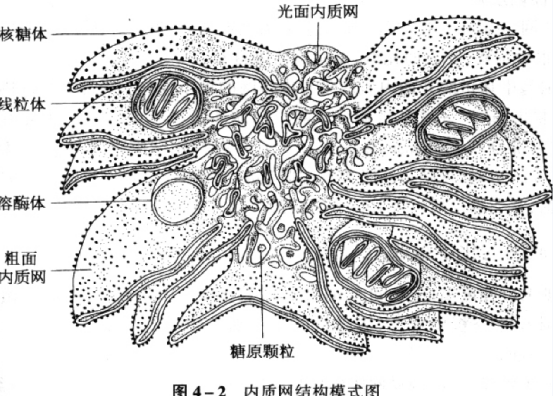 光面内质网
核糖体
线粒体
溶酶体
粗面
内质网
糖原颗粒
图4-2 内质网结构模式图